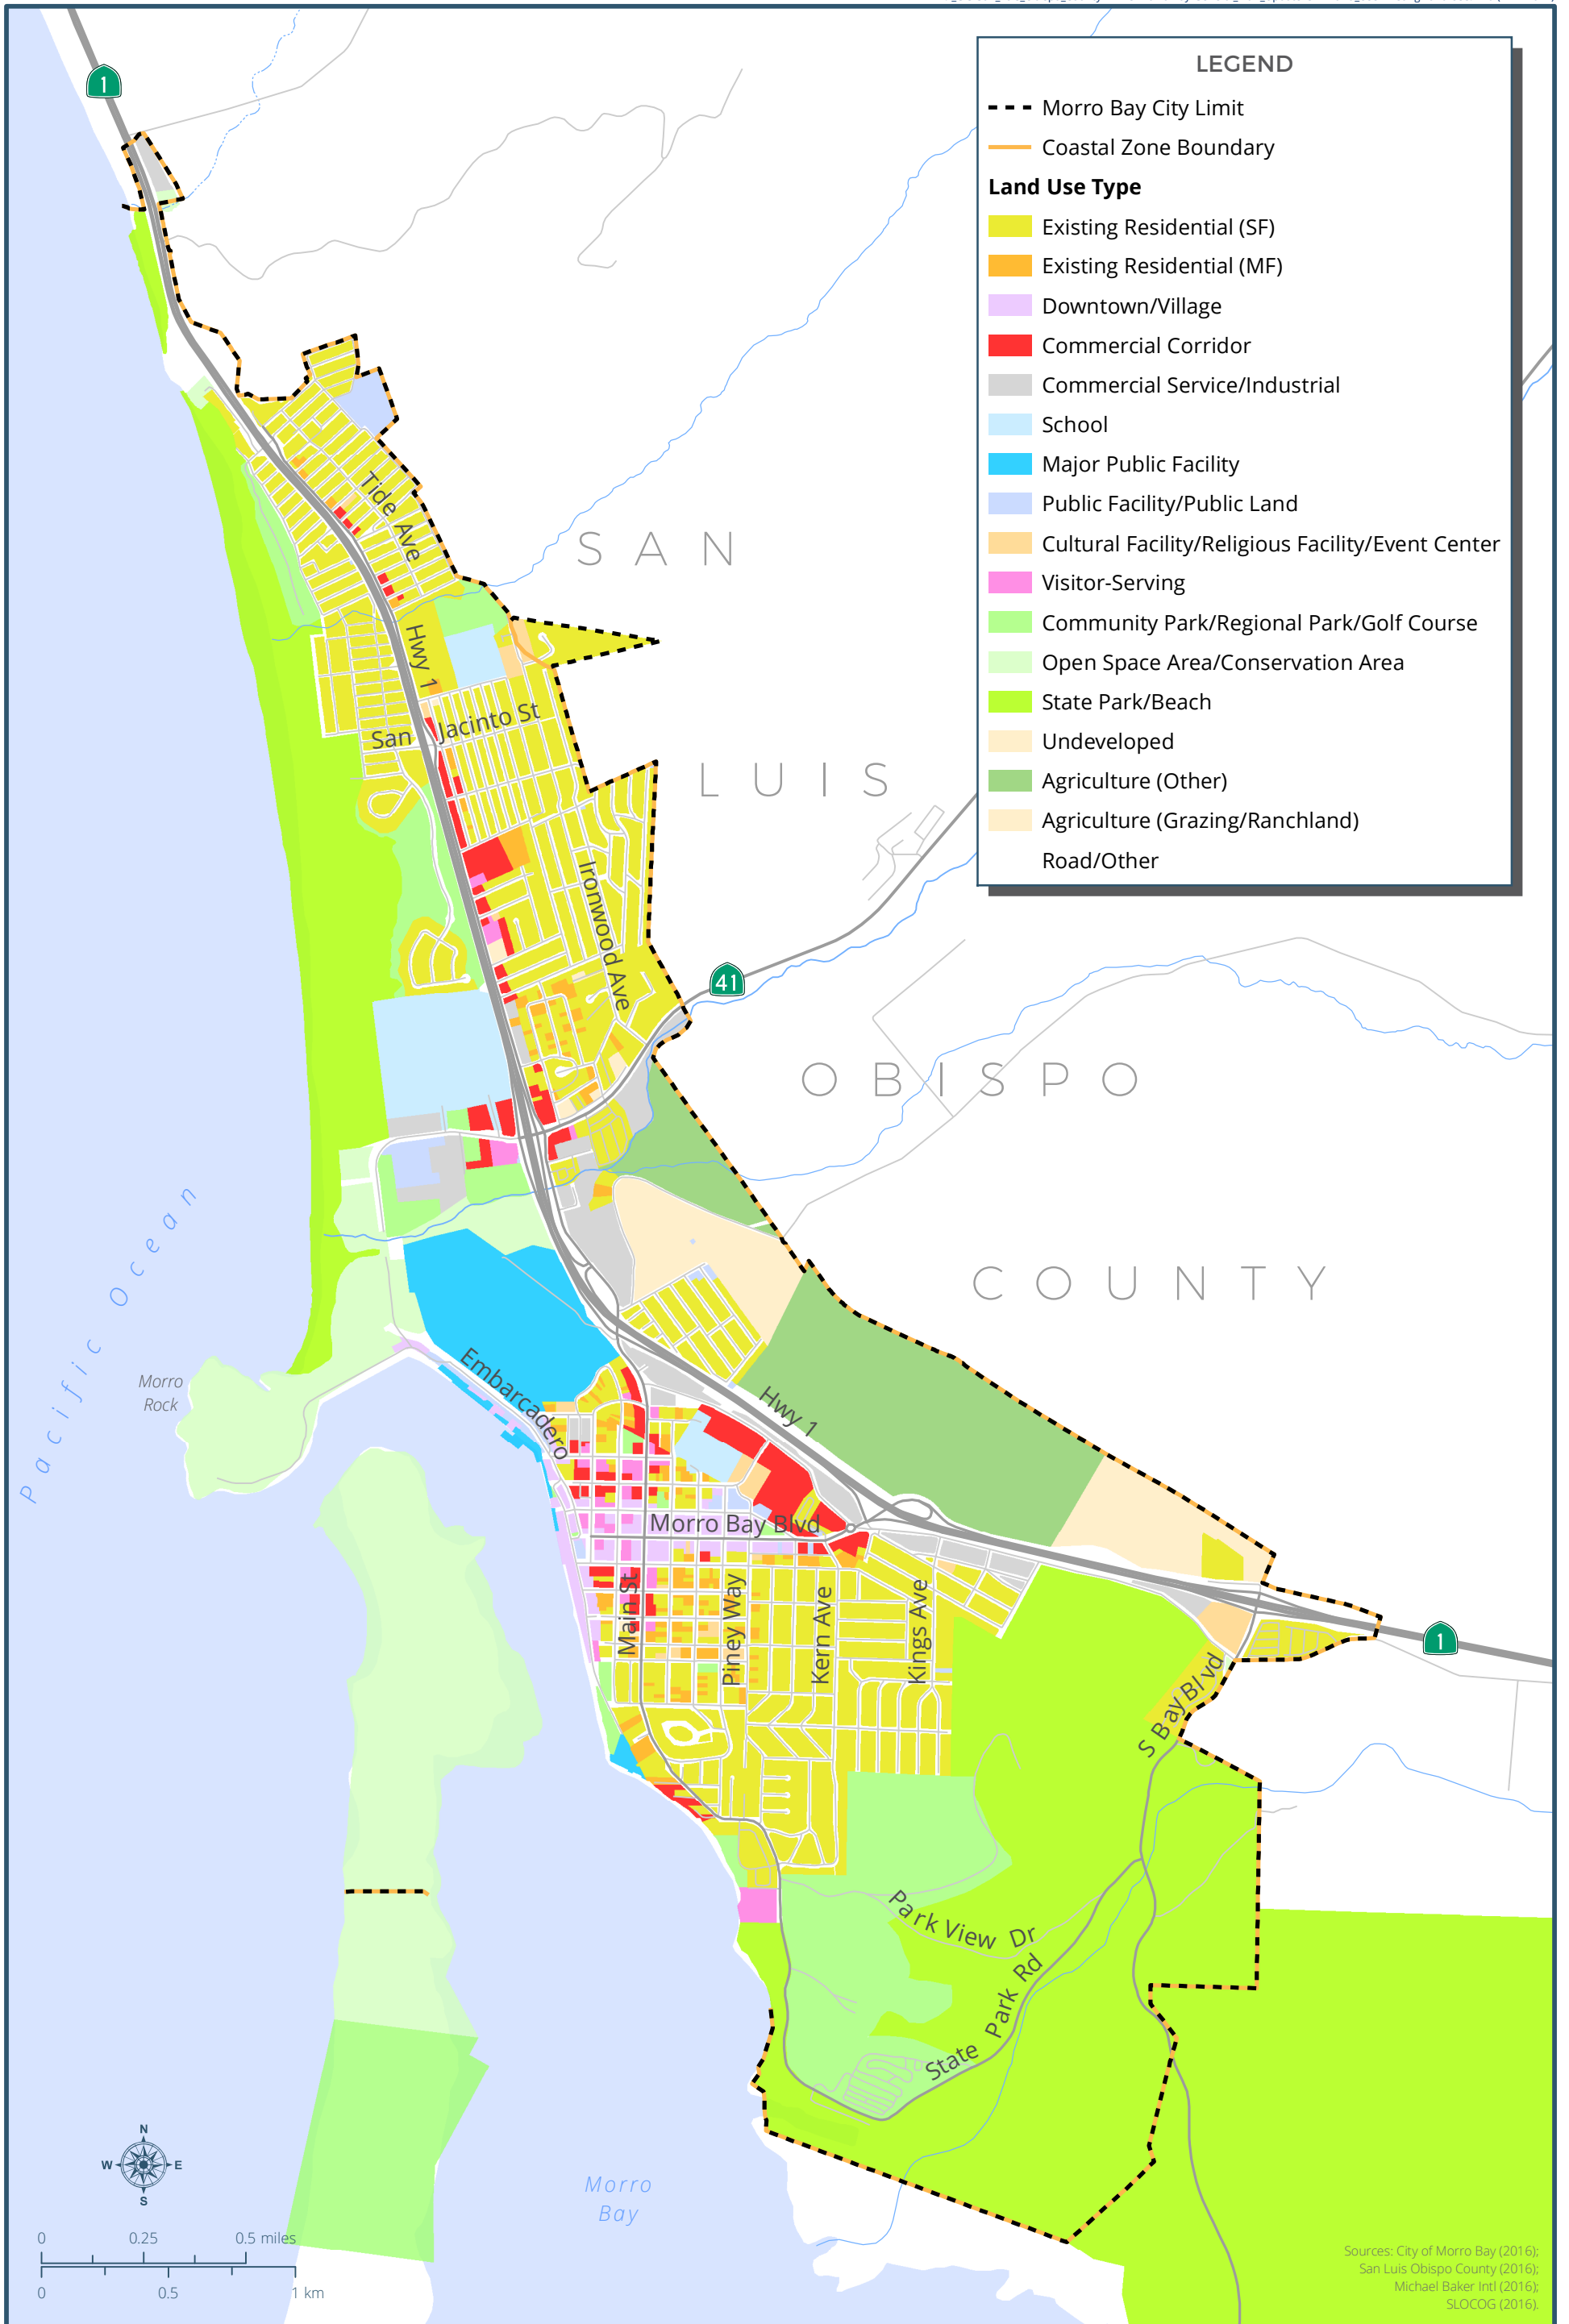 LEGEND
Morro Bay City Limit
Coastal Zone Boundary
Land Use Type
Existing Residential (SF)
Existing Residential (MF)
Downtown/Village
Commercial Corridor
Commercial Service/Industrial
School
Major Public Facility
Public Facility/Public Land
Cultural Facility/Religious Facility/Event Center
Visitor-Serving
Community Park/Regional Park/Golf Course
Open Space Area/Conservation Area
State Park/Beach
Undeveloped
Agriculture (Other)
Agriculture (Grazing/Ranchland)
Road/Other
1
Tide Ave
SAN
Hwy 1
San Jacinto St
LUIS
Ironwood Ave
41
OBISPO
COUNTY
Pacific Ocean
Morro
Rock
Embarcadero
Hwy 1
Morro Bay Blvd
Main St
Piney Way
Kern Ave
Kings Ave
S Bay Blvd
1
Park View Dr
State Park Rd
Morro
Bay
N
W
E
S
0 0.25 0.5 miles
0 0.5 1 km
Sources: City of Morro Bay (2016);
San Luis Obispo County (2016);
Michael Baker Intl (2016);
SLOCOG (2016).